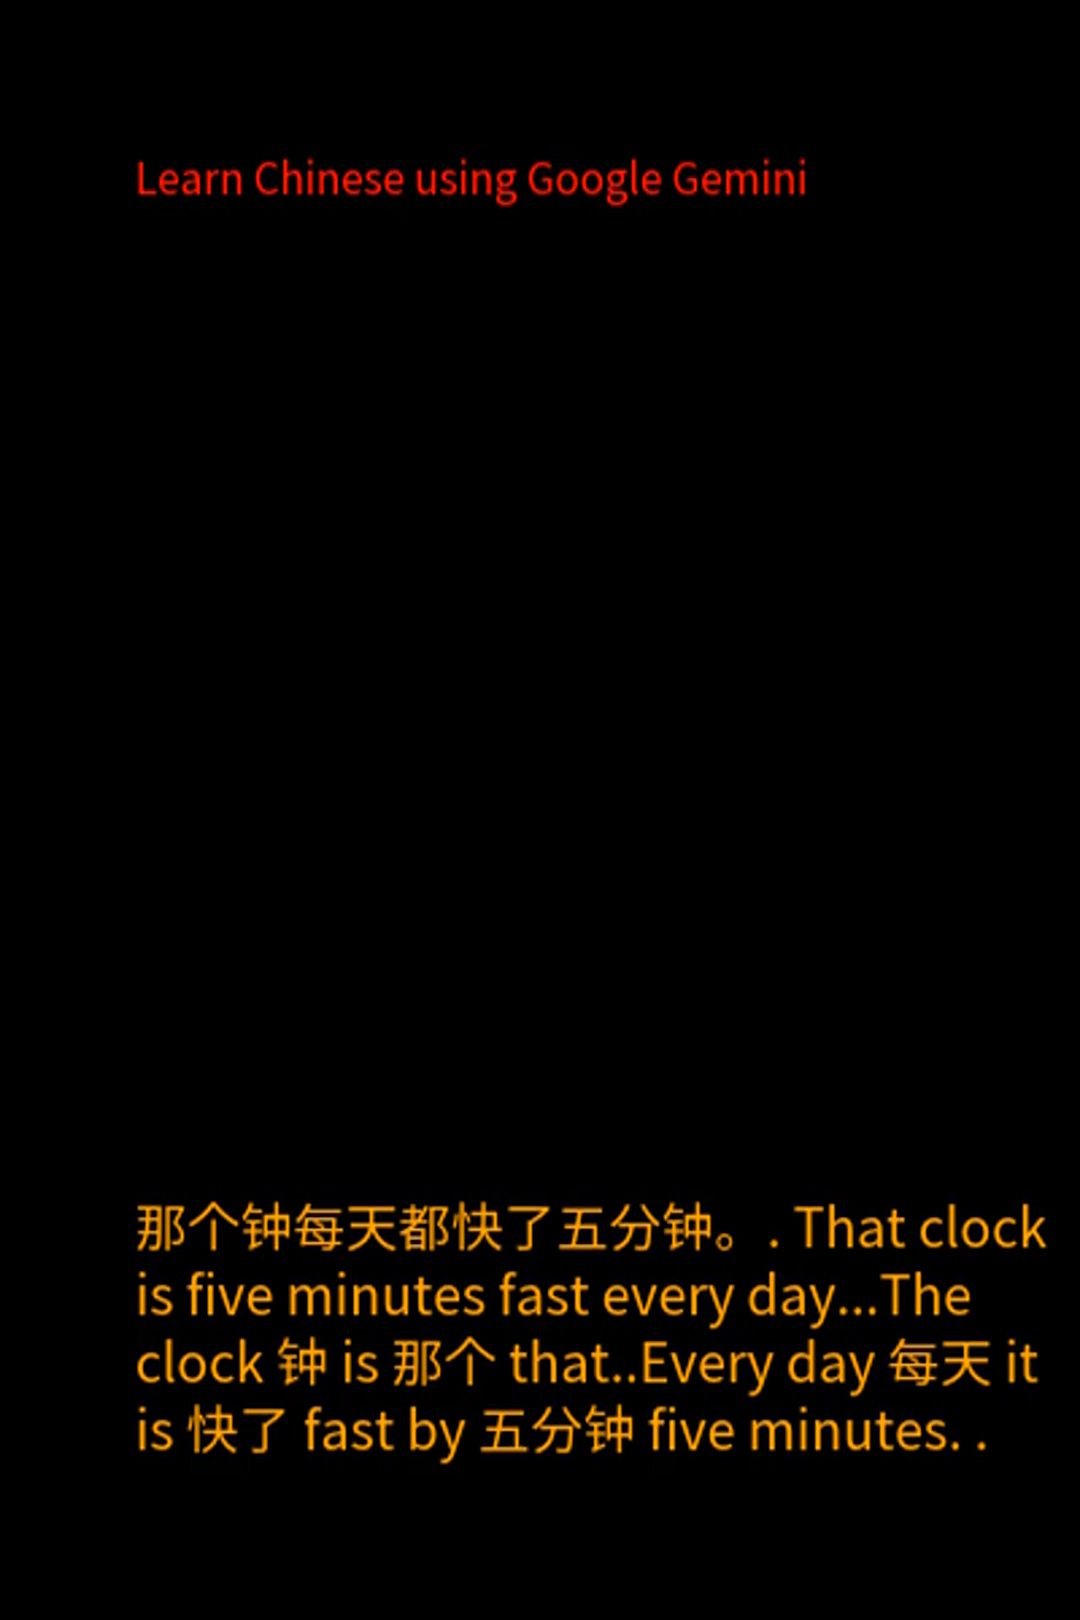 Learn Chinese using Google Gemini
那个钟每天都快了五分钟。. That clock
is five minutes fast every day...The
clock 钟 is 那个 that..Every day 每天 it
is 快了 fast by 五分钟 five minutes. .